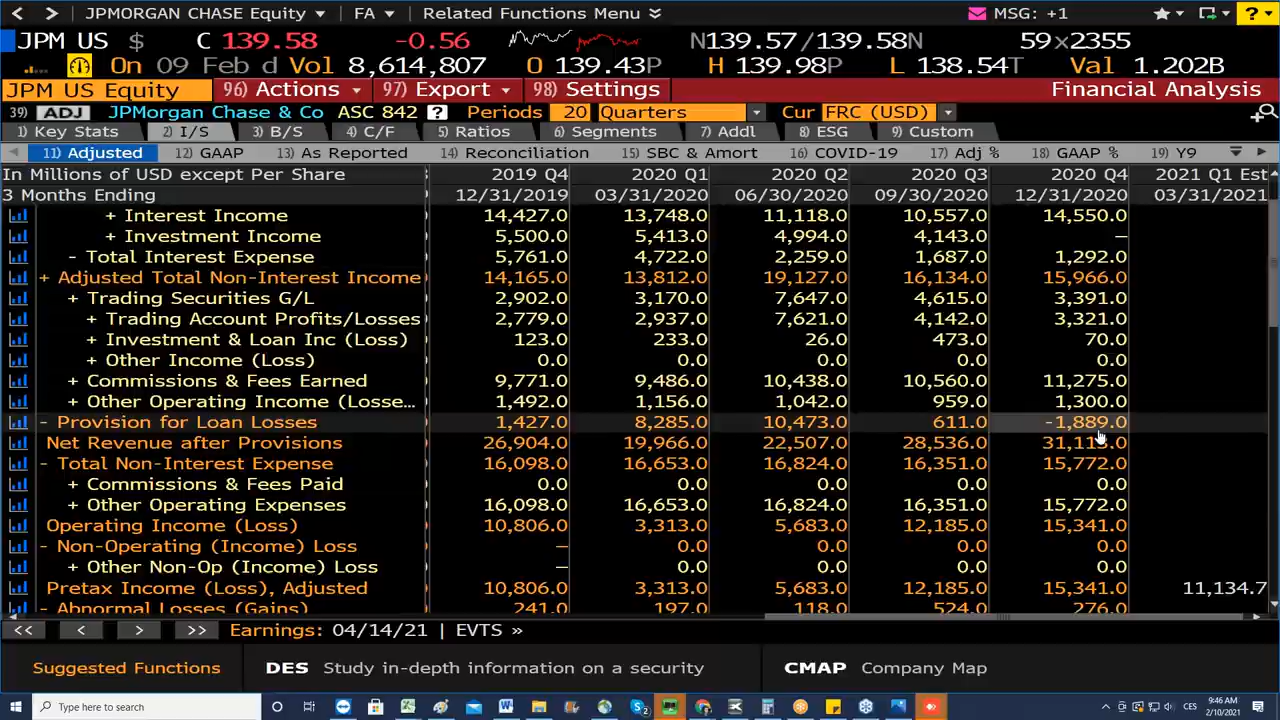 JPMORGAN CHASE Equity FA Related Functions Menu MSG: +1 ?
JPM US $ C 139.58 -0.56 N139.57/139.58N 59×2355
On 09 Feb d Vol 8,614,807 O 139.43P H 139.98P L 138.54T Val 1.202B
JPM US Equity 96) Actions 97) Export 98) Settings Financial Analysis
39) ADJ JPMorgan Chase & Co ASC 842 ? Periods 20 Quarters Cur FRC (USD)
1) Key Stats 2) I/S 3) B/S 4) C/F 5) Ratios 6) Segments 7) Addl 8) ESG 9) Custom
11) Adjusted 12) GAAP 13) As Reported 14) Reconciliation 15) SBC & Amort 16) COVID-19 17) Adj % 18) GAAP % 19) Y9
In Millions of USD except Per Share 2019 Q4 2020 Q1 2020 Q2 2020 Q3 2020 Q4 2021 Q1 Est
3 Months Ending 12/31/2019 03/31/2020 06/30/2020 09/30/2020 12/31/2020 03/31/2021
+ Interest Income 14,427.0 13,748.0 11,118.0 10,557.0 14,550.0
+ Investment Income 5,500.0 5,413.0 4,994.0 4,143.0 —
- Total Interest Expense 5,761.0 4,722.0 2,259.0 1,687.0 1,292.0
+ Adjusted Total Non-Interest Income 14,165.0 13,812.0 19,127.0 16,134.0 15,966.0
+ Trading Securities G/L 2,902.0 3,170.0 7,647.0 4,615.0 3,391.0
+ Trading Account Profits/Losses 2,779.0 2,937.0 7,621.0 4,142.0 3,321.0
+ Investment & Loan Inc (Loss) 123.0 233.0 26.0 473.0 70.0
+ Other Income (Loss) 0.0 0.0 0.0 0.0 0.0
+ Commissions & Fees Earned 9,771.0 9,486.0 10,438.0 10,560.0 11,275.0
+ Other Operating Income (Losse... 1,492.0 1,156.0 1,042.0 959.0 1,300.0
- Provision for Loan Losses 1,427.0 8,285.0 10,473.0 611.0 -1,889.0
Net Revenue after Provisions 26,904.0 19,966.0 22,507.0 28,536.0 31,113.0
- Total Non-Interest Expense 16,098.0 16,653.0 16,824.0 16,351.0 15,772.0
+ Commissions & Fees Paid 0.0 0.0 0.0 0.0 0.0
+ Other Operating Expenses 16,098.0 16,653.0 16,824.0 16,351.0 15,772.0
Operating Income (Loss) 10,806.0 3,313.0 5,683.0 12,185.0 15,341.0
- Non-Operating (Income) Loss — 0.0 0.0 0.0 0.0
+ Other Non-Op (Income) Loss — 0.0 0.0 0.0 0.0
Pretax Income (Loss), Adjusted 10,806.0 3,313.0 5,683.0 12,185.0 15,341.0 11,134.7
- Abnormal Losses (Gains) 241.0 197.0 118.0 524.0 276.0
<< < > >> Earnings: 04/14/21 | EVTS »
Suggested Functions DES Study in-depth information on a security CMAP Company Map
Type here to search CES 9:46 AM
2/10/2021